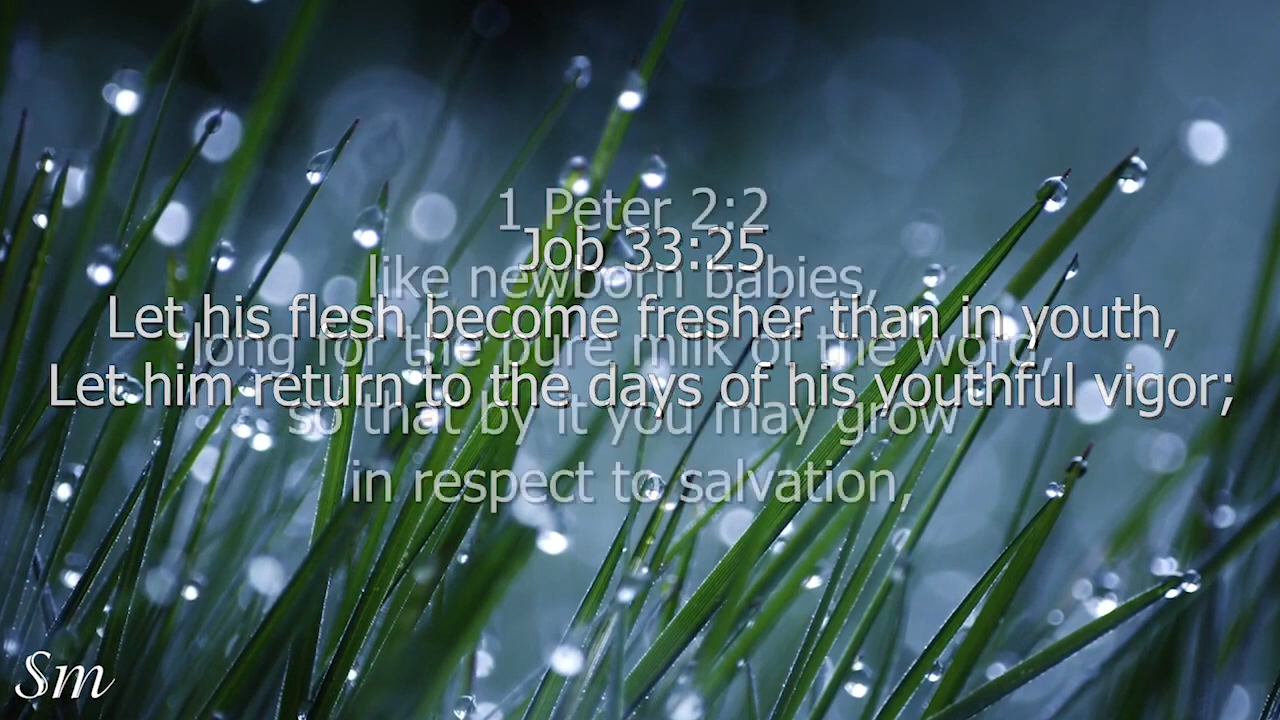 1 Peter 2:2
Job 33:25
like newborn babies,
Let his flesh become fresher than in youth,
long for the pure milk of the word,
Let him return to the days of his youthful vigor;
so that by it you may grow
in respect to salvation,
Sm